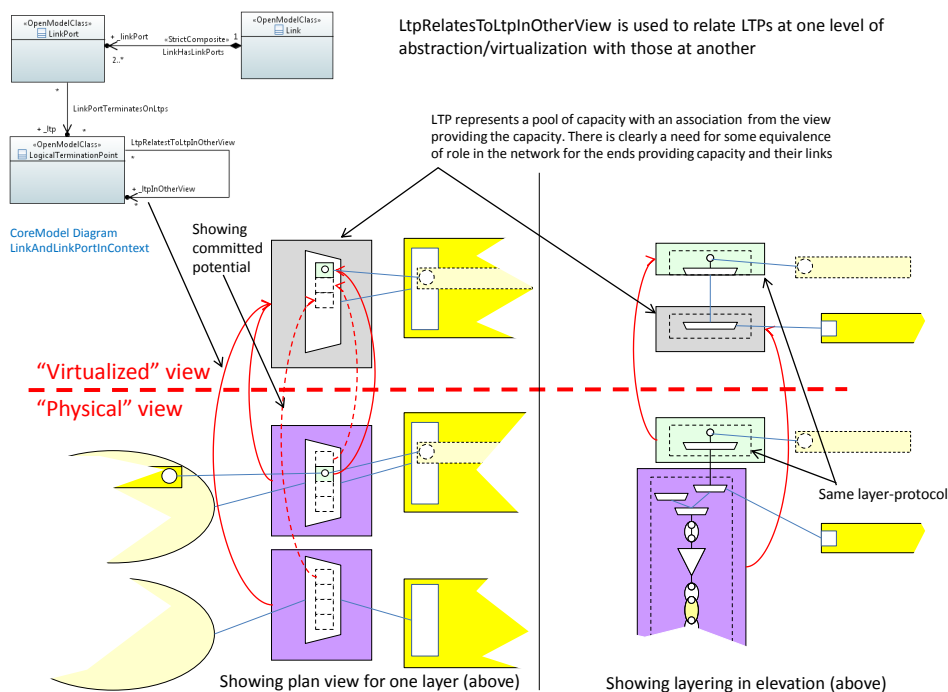 «OpenModelClass»
LinkPort
+ _linkPort
2..*
«StrictComposite»
LinkHasLinkPorts
1
«OpenModelClass»
Link
LtpRelatesToLtpInOtherView is used to relate LTPs at one level of
abstraction/virtualization with those at another
*
LinkPortTerminatesOnLtps
+ _ltp
*
«OpenModelClass»
LogicalTerminationPoint
LtpRelatestToLtpInOtherView
*
+ _ltpInOtherView
*
LTP represents a pool of capacity with an association from the view
providing the capacity. There is clearly a need for some equivalence
of role in the network for the ends providing capacity and their links
CoreModel Diagram
LinkAndLinkPortInContext
Showing
committed
potential
“Virtualized” view
“Physical” view
Same layer-protocol
Showing plan view for one layer (above)
Showing layering in elevation (above)